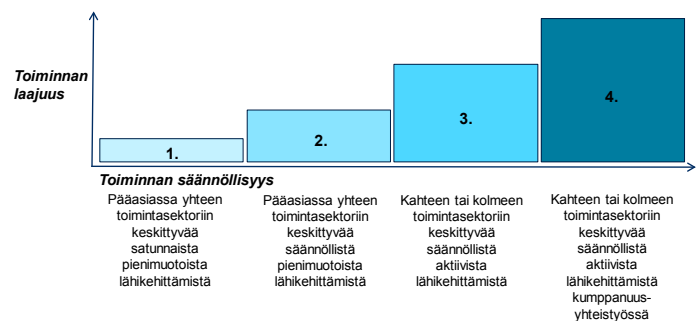 Toiminnan
laajuus
1.
2.
3.
4.
Toiminnan säännöllisyys
Pääasiassa yhteen
toimintasektoriin
keskittyvää
satunnaista
pienimuotoista
lähikehittämistä
Pääasiassa yhteen
toimintasektoriin
keskittyvää
säännöllistä
pienimuotoista
lähikehittämistä
Kahteen tai kolmeen
toimintasektoriin
keskittyvää
säännöllistä
aktiivista
lähikehittämistä
Kahteen tai kolmeen
toimintasektoriin
keskittyvää
säännöllistä
aktiivista
lähikehittämistä
kumppanuus-
yhteistyössä